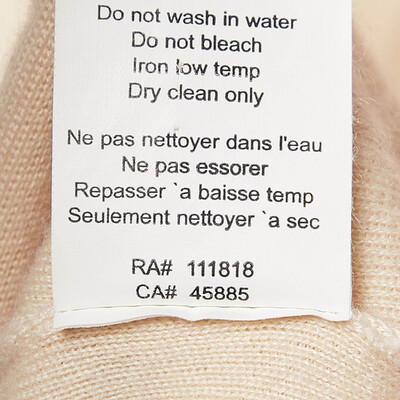 Do not wash in water
Do not bleach
Iron low temp
Dry clean only
Ne pas nettoyer dans l'eau
Ne pas essorer
Repasser `a baisse temp
Seulement nettoyer `a sec
RA# 111818
CA# 45885